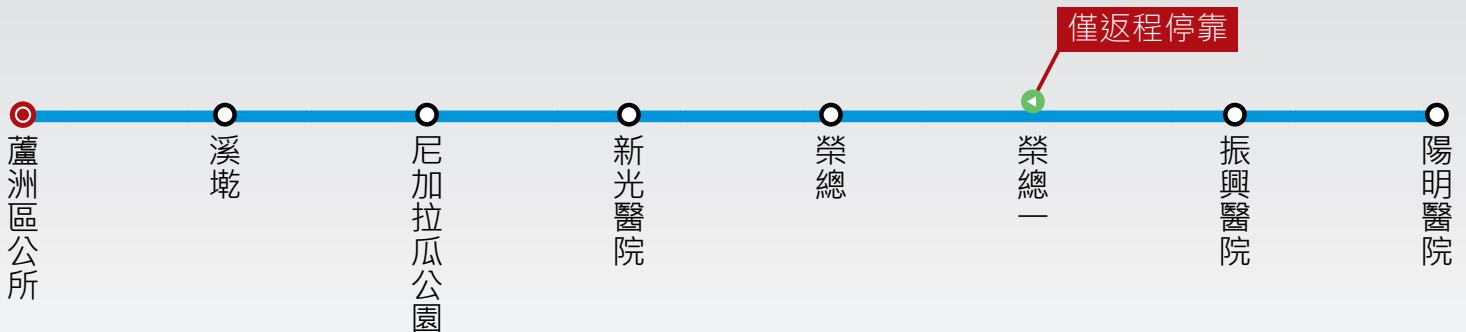 僅返程停靠
蘆洲區公所
溪墘
尼加拉瓜公園
新光醫院
榮總
榮總一
振興醫院
陽明醫院